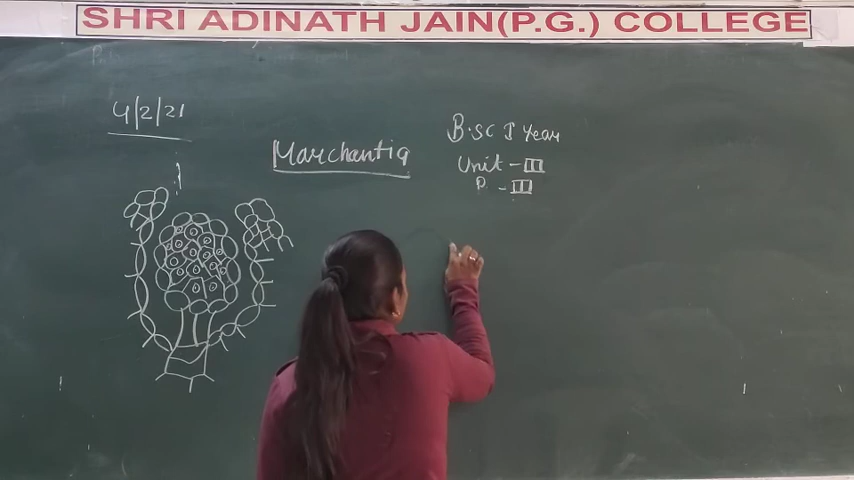 SHRI ADINATH JAIN(P.G.) COLLEGE
4/2/21
Marchantia
B.SC I Year
Unit - III
P. - III